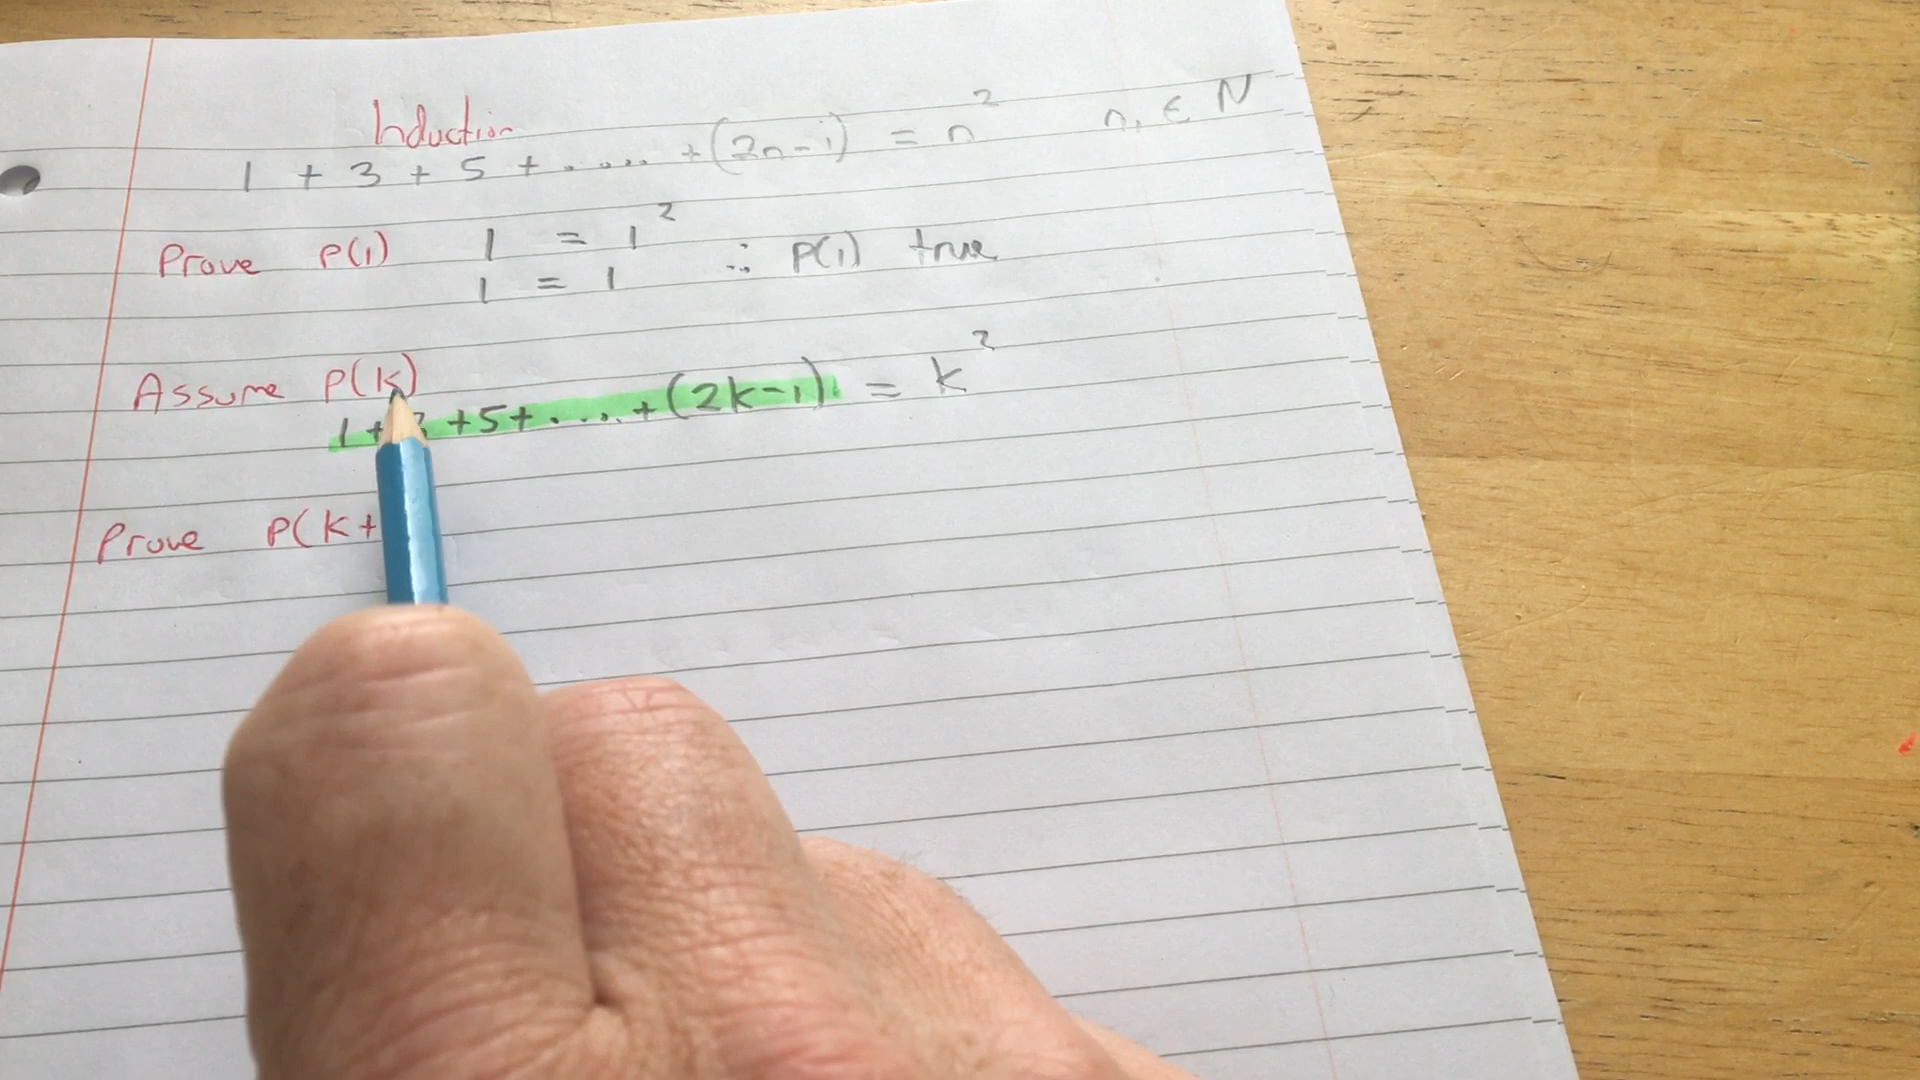 Induction
1 + 3 + 5 + ..... + (2n-1) = n² n, ∈ N
Prove P(1) 1 = 1²
1 = 1 ∴ P(1) true
Assume P(k)
1 + +5+....+(2k-1) = k²
Prove P(k+